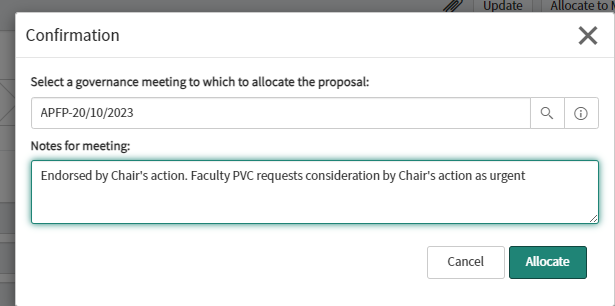 Update
Allocate to
Confirmation
Select a governance meeting to which to allocate the proposal:
APFP-20/10/2023
Notes for meeting:
Endorsed by Chair's action. Faculty PVC requests consideration by Chair's action as urgent
Cancel
Allocate